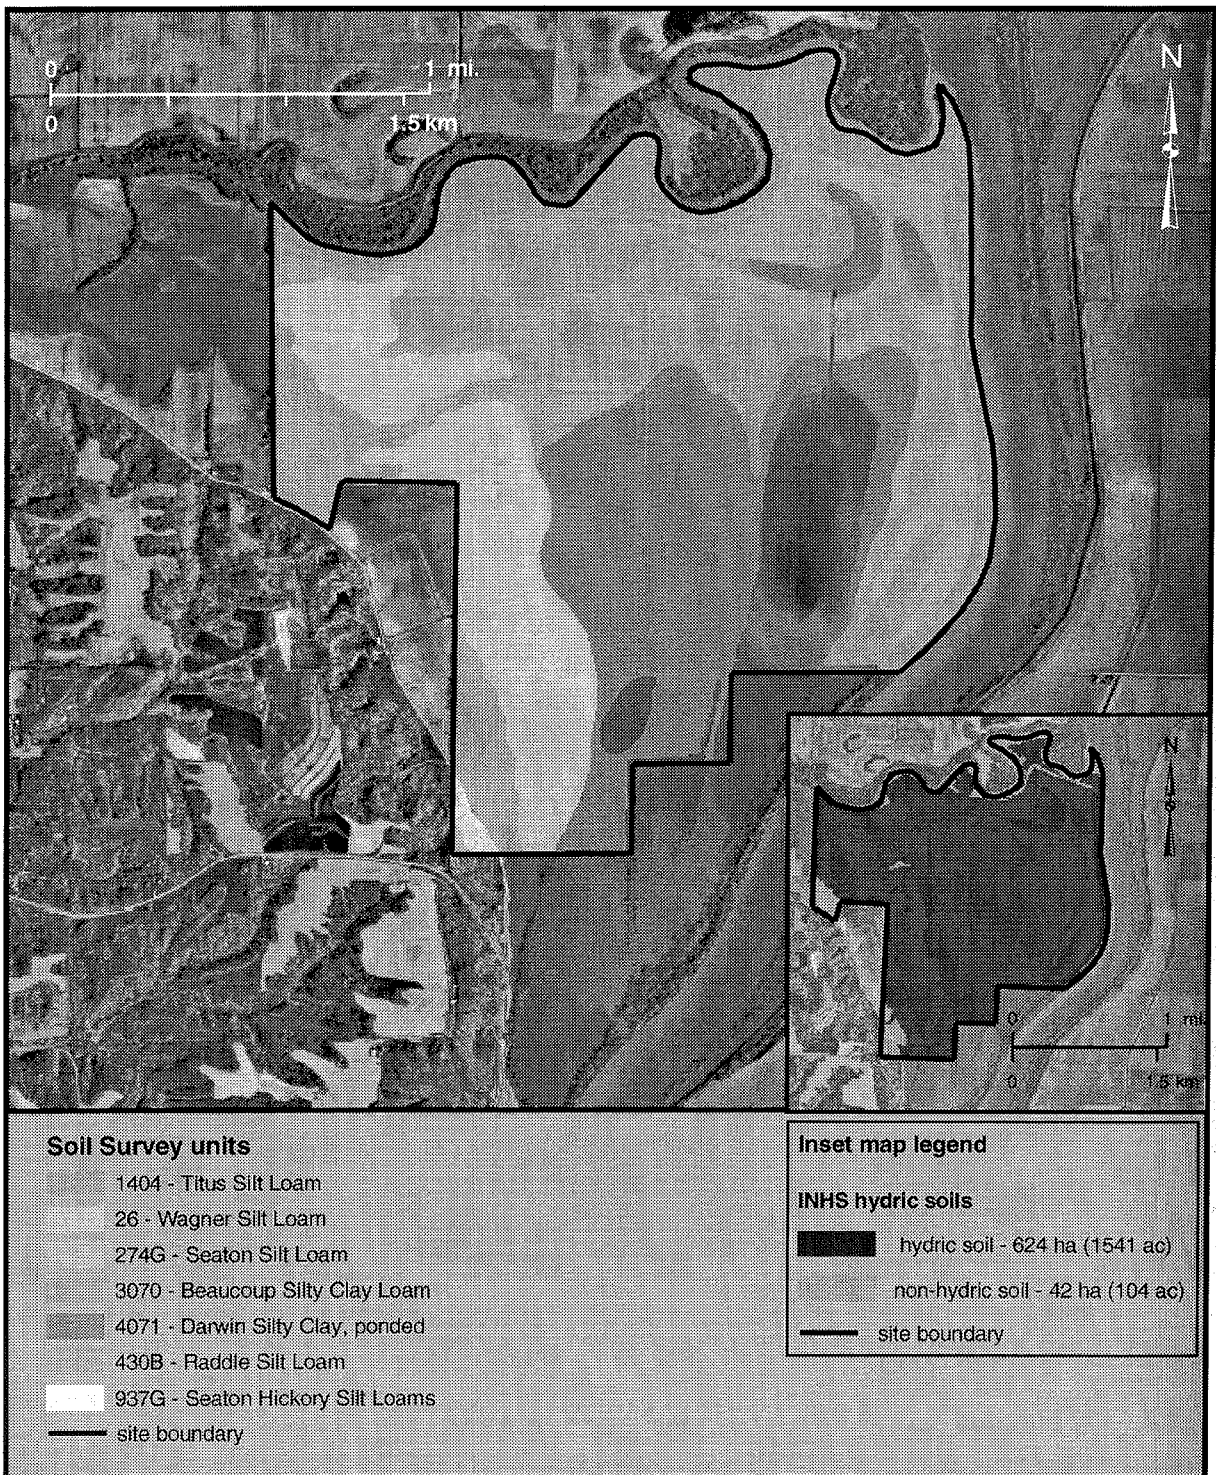 0 1 mi.
0 1.5 km
N
N
0 1 mi
0 1.5 km
Soil Survey units
1404 - Titus Silt Loam
26 - Wagner Silt Loam
274G - Seaton Silt Loam
3070 - Beaucoup Silty Clay Loam
4071 - Darwin Silty Clay, ponded
430B - Raddle Silt Loam
937G - Seaton Hickory Silt Loams
site boundary
Inset map legend
INHS hydric soils
hydric soil - 624 ha (1541 ac)
non-hydric soil - 42 ha (104 ac)
site boundary